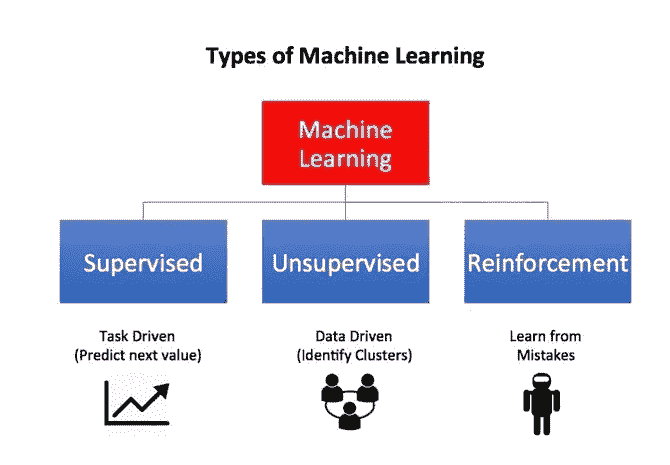 Types of Machine Learning
Machine
Learning
Supervised
Unsupervised
Reinforcement
Task Driven
(Predict next value)
Data Driven
(Identify Clusters)
Learn from
Mistakes